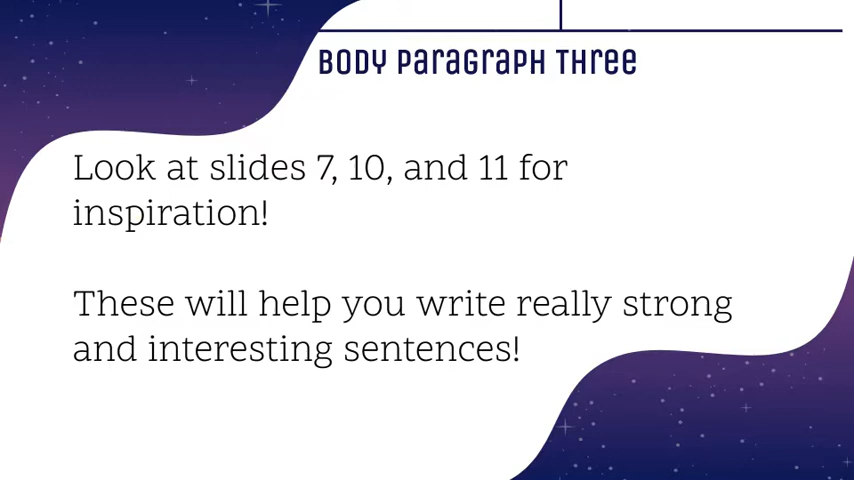 BODY Paragraph Three
Look at slides 7, 10, and 11 for
inspiration!
These will help you write really strong
and interesting sentences!